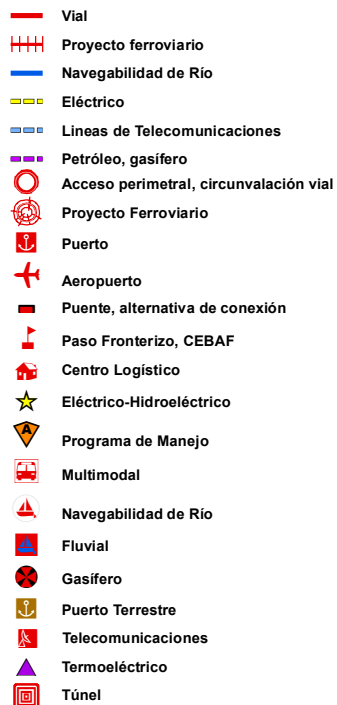 Vial
Proyecto ferroviario
Navegabilidad de Río
Eléctrico
Lineas de Telecomunicaciones
Petróleo, gasífero
Acceso perimetral, circunvalación vial
Proyecto Ferroviario
Puerto
Aeropuerto
Puente, alternativa de conexión
Paso Fronterizo, CEBAF
Centro Logístico
Eléctrico-Hidroeléctrico
A
Programa de Manejo
Multimodal
Navegabilidad de Río
Fluvial
Gasífero
Puerto Terrestre
Telecomunicaciones
Termoeléctrico
Túnel